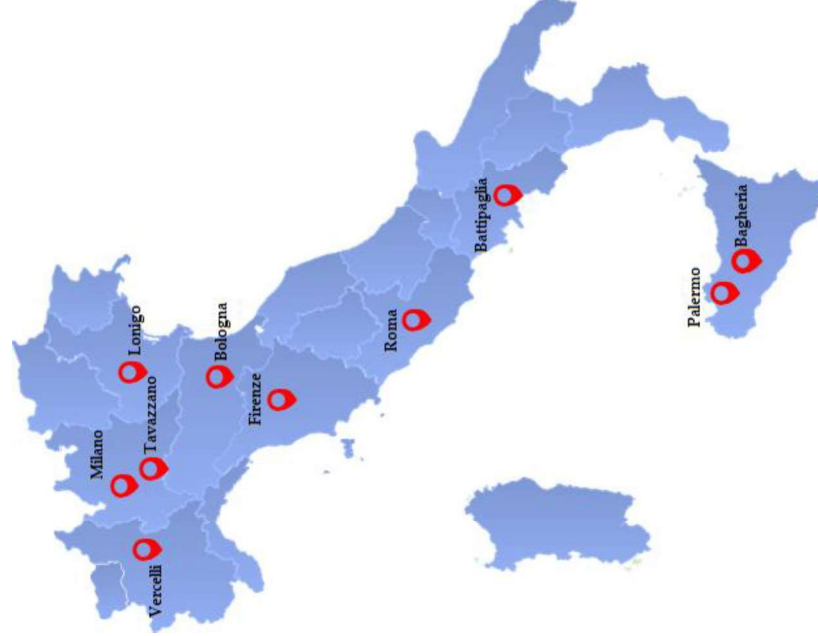 Milano
Tavazzano
Vercelli
Lonigo
Bologna
Firenze
Roma
Battipaglia
Palermo
Bagheria